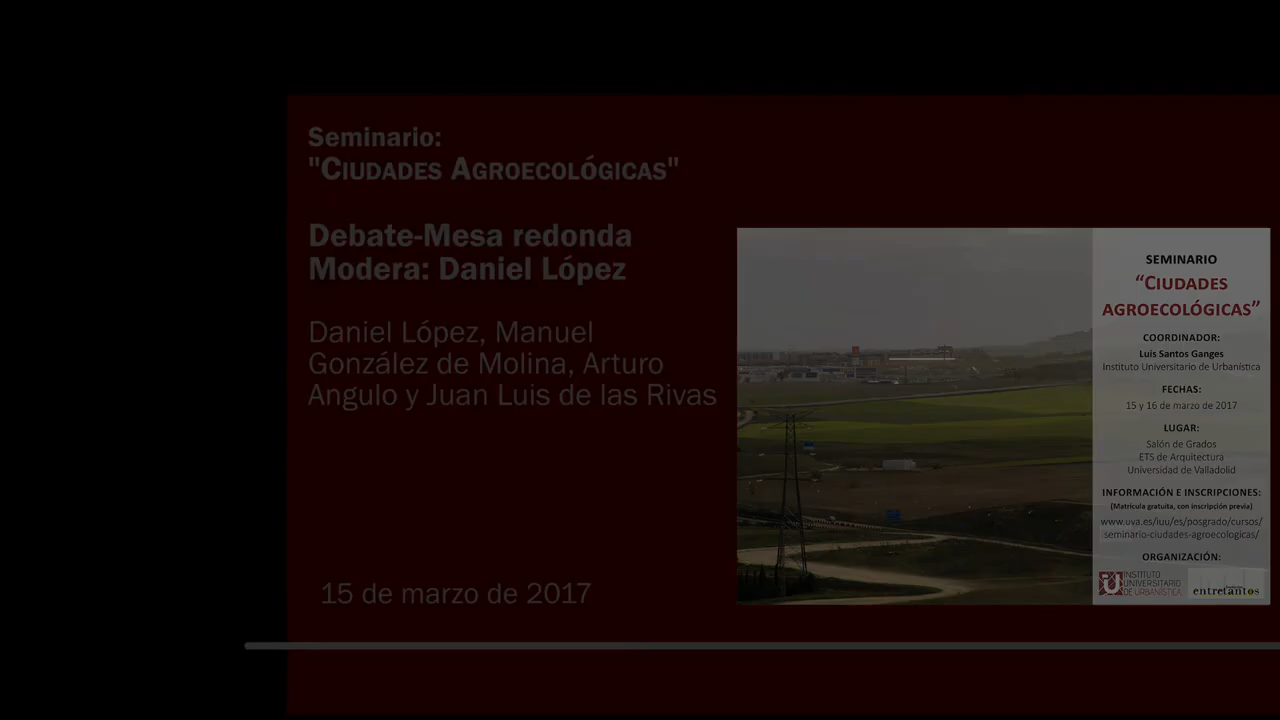 Seminario:
"CIUDADES AGROECOLÓGICAS"
Debate-Mesa redonda
Modera: Daniel López
Daniel López, Manuel
González de Molina, Arturo
Angulo y Juan Luis de las Rivas
15 de marzo de 2017
SEMINARIO
“CIUDADES
AGROECOLÓGICAS”
COORDINADOR:
Luis Santos Ganges
Instituto Universitario de Urbanística
FECHAS:
15 y 16 de marzo de 2017
LUGAR:
Salón de Grados
ETS de Arquitectura
Universidad de Valladolid
INFORMACIÓN E INSCRIPCIONES:
(Matrícula gratuita, con inscripción previa)
www.uva.es/iuu/es/posgrado/cursos/
seminario-ciudades-agroecologicas/
ORGANIZACIÓN:
INSTITUTO
UNIVERSITARIO
DE URBANÍSTICA
entretantos